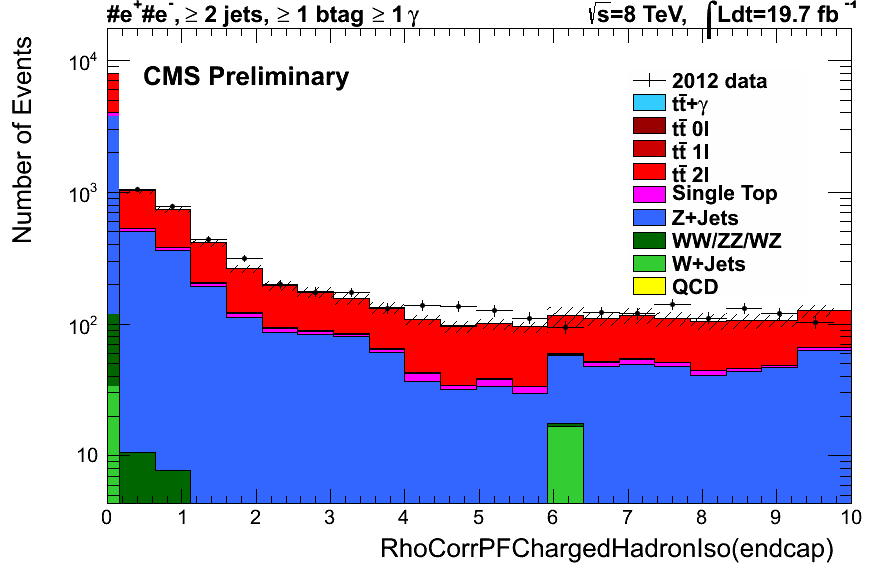 #e⁺#e⁻, ≥ 2 jets, ≥ 1 btag ≥ 1 γ
√s=8 TeV, ∫Ldt=19.7 fb⁻¹
CMS Preliminary
Number of Events
10⁴
10³
10²
10
2012 data
tt̄+γ
tt̄ 0l
tt̄ 1l
tt̄ 2l
Single Top
Z+Jets
WW/ZZ/WZ
W+Jets
QCD
0 1 2 3 4 5 6 7 8 9 10
RhoCorrPFChargedHadronIso(endcap)